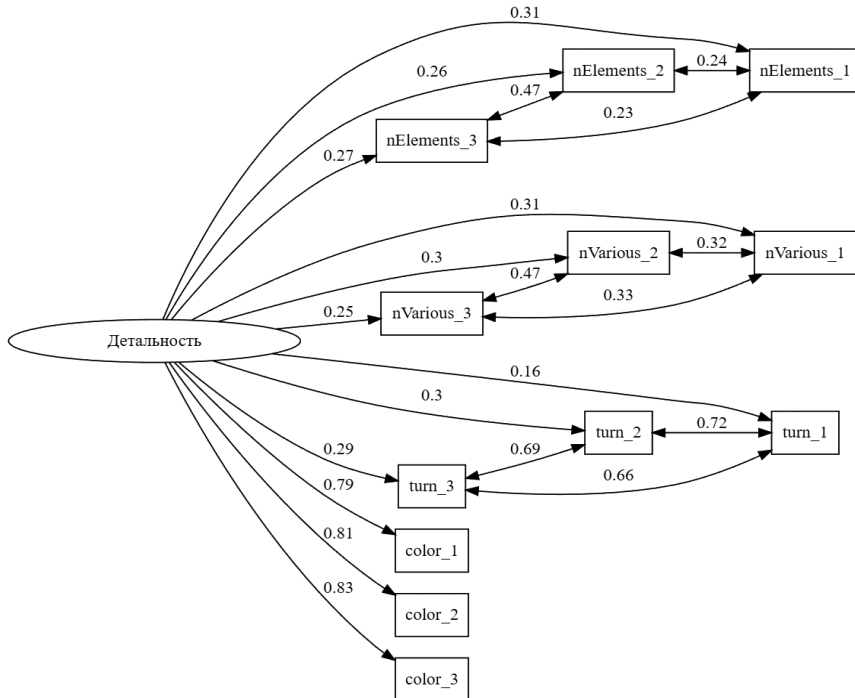 0.31
nElements_2
0.24
nElements_1
0.26
0.47
0.23
nElements_3
0.27
0.31
nVarious_2
0.32
nVarious_1
0.3
0.47
0.33
nVarious_3
0.25
Детальность
0.16
0.3
turn_2
0.72
turn_1
0.69
0.66
0.29
turn_3
0.79
color_1
0.81
color_2
0.83
color_3